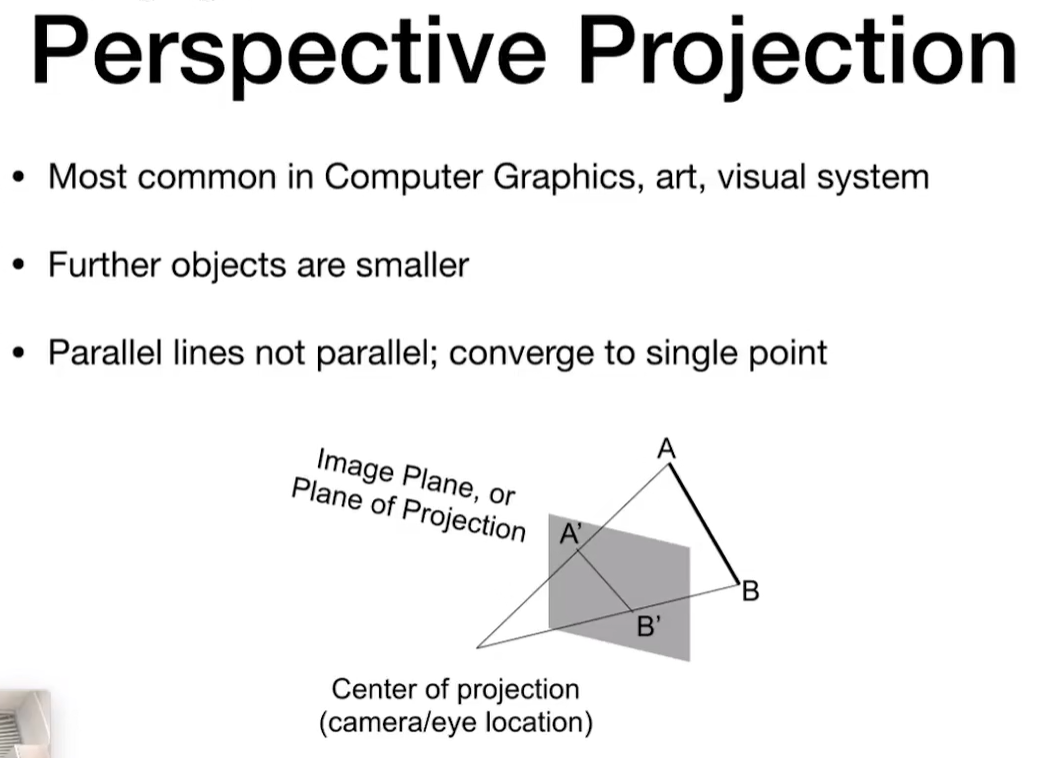 Perspective Projection
• Most common in Computer Graphics, art, visual system
• Further objects are smaller
• Parallel lines not parallel; converge to single point
Image Plane, or
Plane of Projection
A
A'
B
B'
Center of projection
(camera/eye location)